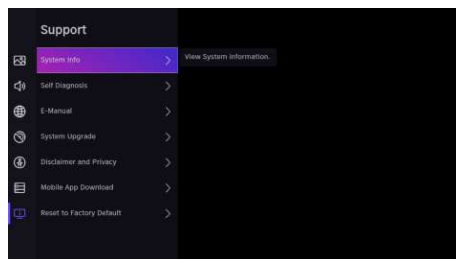 Support
System Info
View System Information.
Self Diagnosis
E-Manual
System Upgrade
Disclaimer and Privacy
Mobile App Download
Reset to Factory Default